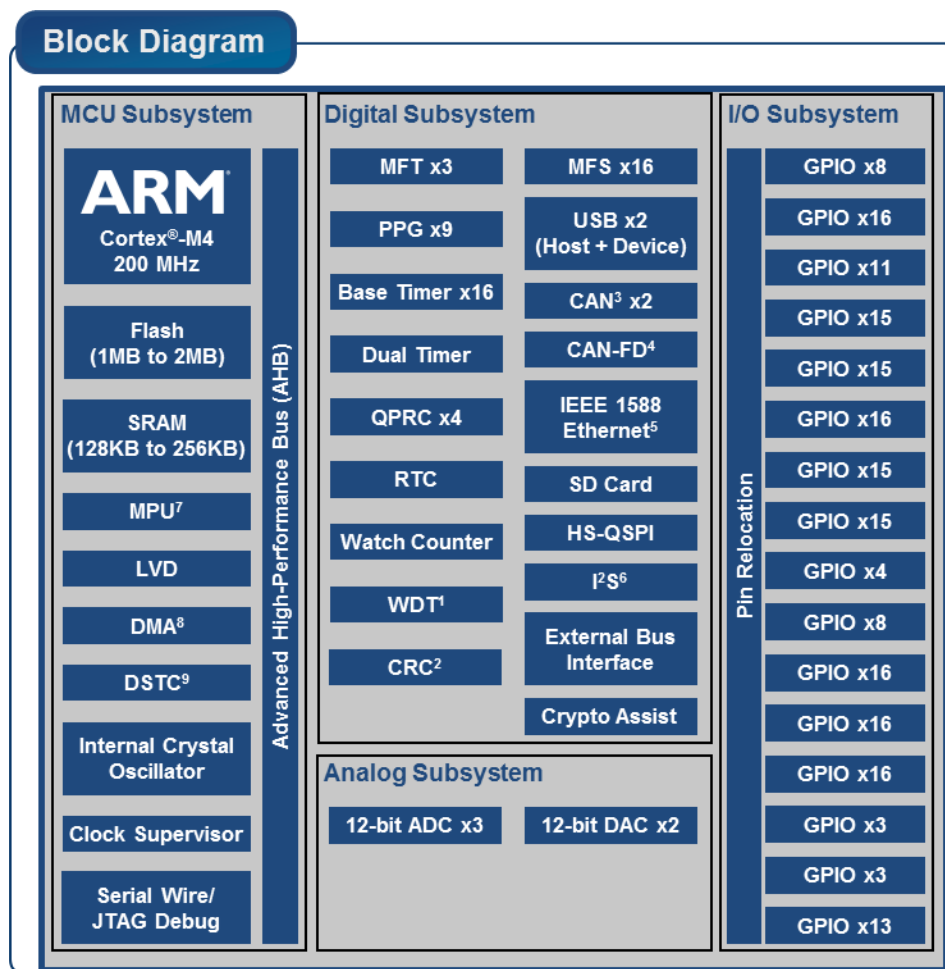 Block Diagram
MCU Subsystem
ARM®
Cortex®-M4
200 MHz
Flash
(1MB to 2MB)
SRAM
(128KB to 256KB)
MPU⁷
LVD
DMA⁸
DSTC⁹
Internal Crystal
Oscillator
Clock Supervisor
Serial Wire/
JTAG Debug
Advanced High-Performance Bus (AHB)
Digital Subsystem
MFT x3
PPG x9
Base Timer x16
Dual Timer
QPRC x4
RTC
Watch Counter
WDT¹
CRC²
MFS x16
USB x2
(Host + Device)
CAN³ x2
CAN-FD⁴
IEEE 1588
Ethernet⁵
SD Card
HS-QSPI
I²S⁶
External Bus
Interface
Crypto Assist
Analog Subsystem
12-bit ADC x3
12-bit DAC x2
I/O Subsystem
Pin Relocation
GPIO x8
GPIO x16
GPIO x11
GPIO x15
GPIO x15
GPIO x16
GPIO x15
GPIO x15
GPIO x4
GPIO x8
GPIO x16
GPIO x16
GPIO x16
GPIO x3
GPIO x3
GPIO x13